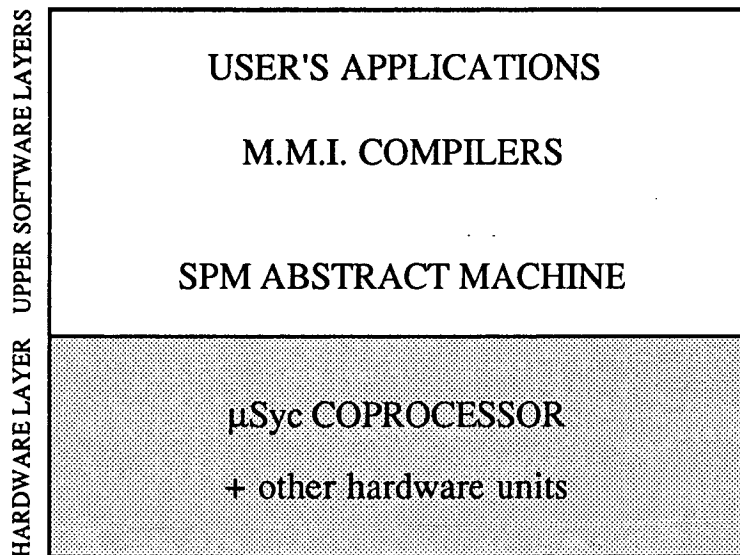 UPPER SOFTWARE LAYERS
USER'S APPLICATIONS
M.M.I. COMPILERS
SPM ABSTRACT MACHINE
HARDWARE LAYER
µSyc COPROCESSOR
+ other hardware units